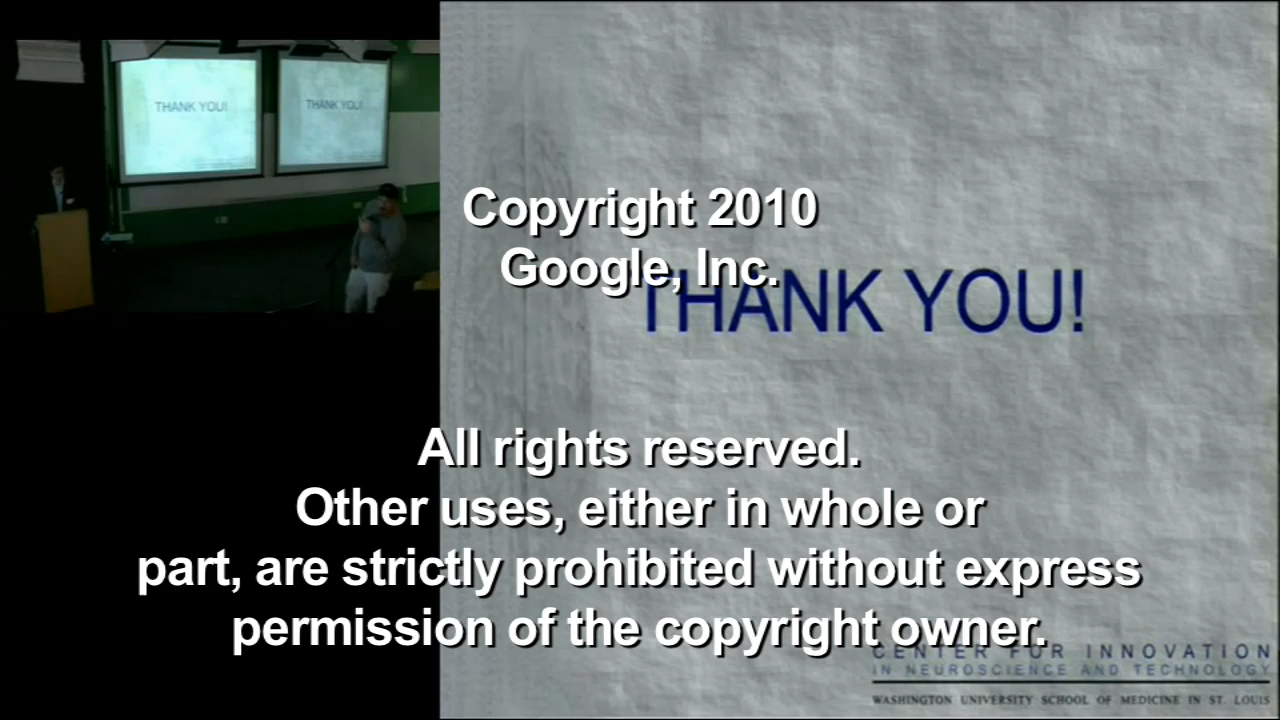 THANK YOU!
THANK YOU!
Copyright 2010
Google, Inc.
THANK YOU!
All rights reserved.
Other uses, either in whole or
part, are strictly prohibited without express
permission of the copyright owner.
CENTER FOR INNOVATION
IN NEUROSCIENCE AND TECHNOLOGY
WASHINGTON UNIVERSITY SCHOOL OF MEDICINE IN ST. LOUIS